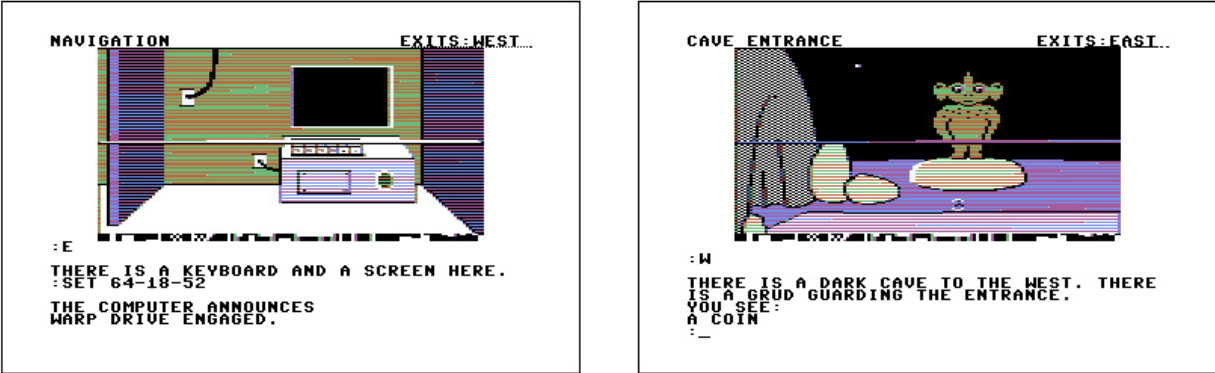 NAVIGATION EXITS:WEST
:E
THERE IS A KEYBOARD AND A SCREEN HERE.
:SET 64-18-52
THE COMPUTER ANNOUNCES
WARP DRIVE ENGAGED.
CAVE ENTRANCE EXITS:EAST
:W
THERE IS A DARK CAVE TO THE WEST. THERE
IS A GRUD GUARDING THE ENTRANCE.
YOU SEE:
A COIN
:_